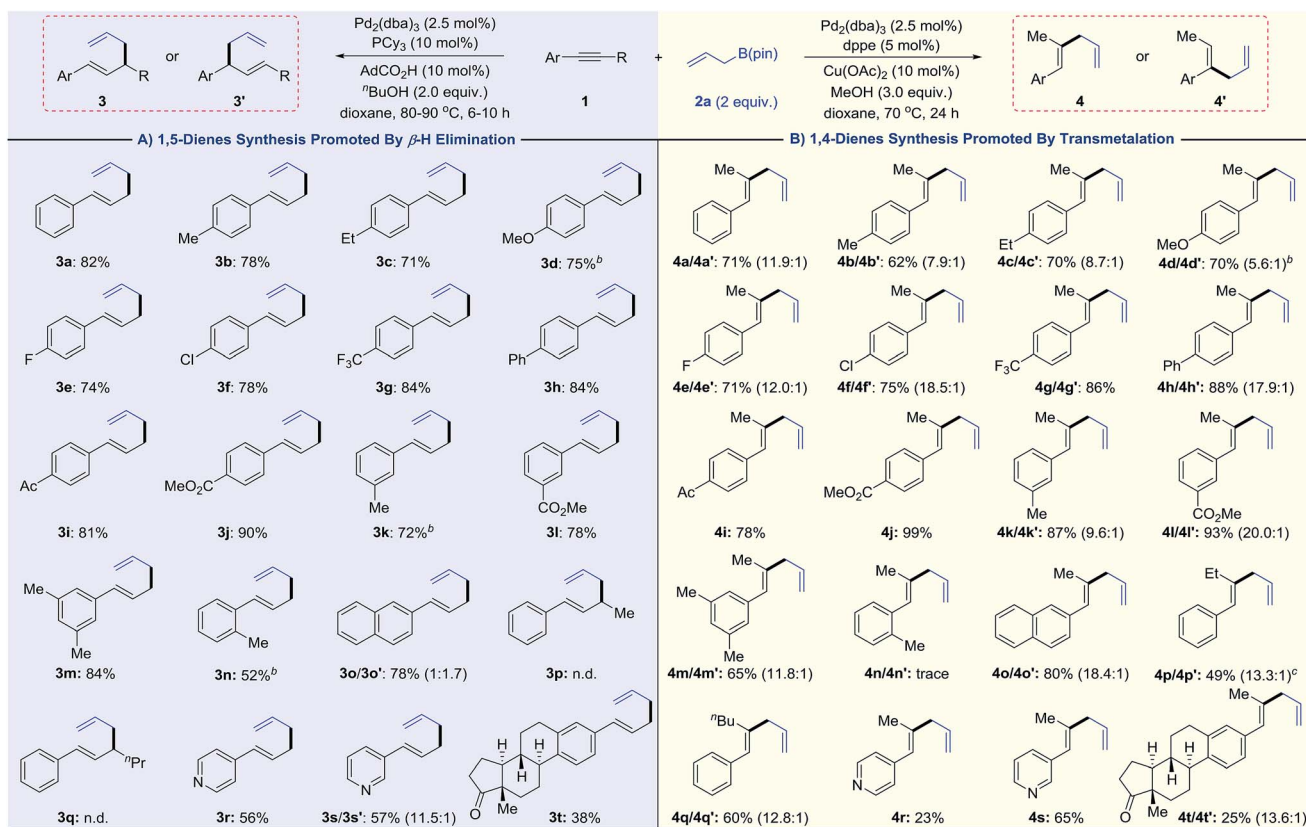 3
or
3'
Ar
R
Ar
R
Pd2(dba)3 (2.5 mol%)
PCy3 (10 mol%)
AdCO2H (10 mol%)
nBuOH (2.0 equiv.)
dioxane, 80-90 °C, 6-10 h
Ar
R
1
+
B(pin)
2a (2 equiv.)
Pd2(dba)3 (2.5 mol%)
dppe (5 mol%)
Cu(OAc)2 (10 mol%)
MeOH (3.0 equiv.)
dioxane, 70 °C, 24 h
Me
Ar
4
or
Me
Ar
4'
A) 1,5-Dienes Synthesis Promoted By β-H Elimination
3a: 82%
Me
3b: 78%
Et
3c: 71%
MeO
3d: 75%b
F
3e: 74%
Cl
3f: 78%
F3C
3g: 84%
Ph
3h: 84%
Ac
3i: 81%
MeO2C
3j: 90%
Me
3k: 72%b
CO2Me
3l: 78%
Me
Me
3m: 84%
Me
3n: 52%b
3o/3o': 78% (1:1.7)
Me
3p: n.d.
nPr
3q: n.d.
N
3r: 56%
N
3s/3s': 57% (11.5:1)
H
H
H
O
Me
3t: 38%
B) 1,4-Dienes Synthesis Promoted By Transmetalation
Me
4a/4a': 71% (11.9:1)
Me
Me
4b/4b': 62% (7.9:1)
Me
Et
4c/4c': 70% (8.7:1)
Me
MeO
4d/4d': 70% (5.6:1)b
Me
F
4e/4e': 71% (12.0:1)
Me
Cl
4f/4f': 75% (18.5:1)
Me
F3C
4g/4g': 86%
Me
Ph
4h/4h': 88% (17.9:1)
Me
Ac
4i: 78%
Me
MeO2C
4j: 99%
Me
Me
4k/4k': 87% (9.6:1)
Me
CO2Me
4l/4l': 93% (20.0:1)
Me
Me
Me
4m/4m': 65% (11.8:1)
Me
Me
4n/4n': trace
Me
4o/4o': 80% (18.4:1)
Et
4p/4p': 49% (13.3:1)c
nBu
4q/4q': 60% (12.8:1)
Me
N
4r: 23%
Me
N
4s: 65%
Me
H
H
H
O
Me
4t/4t': 25% (13.6:1)